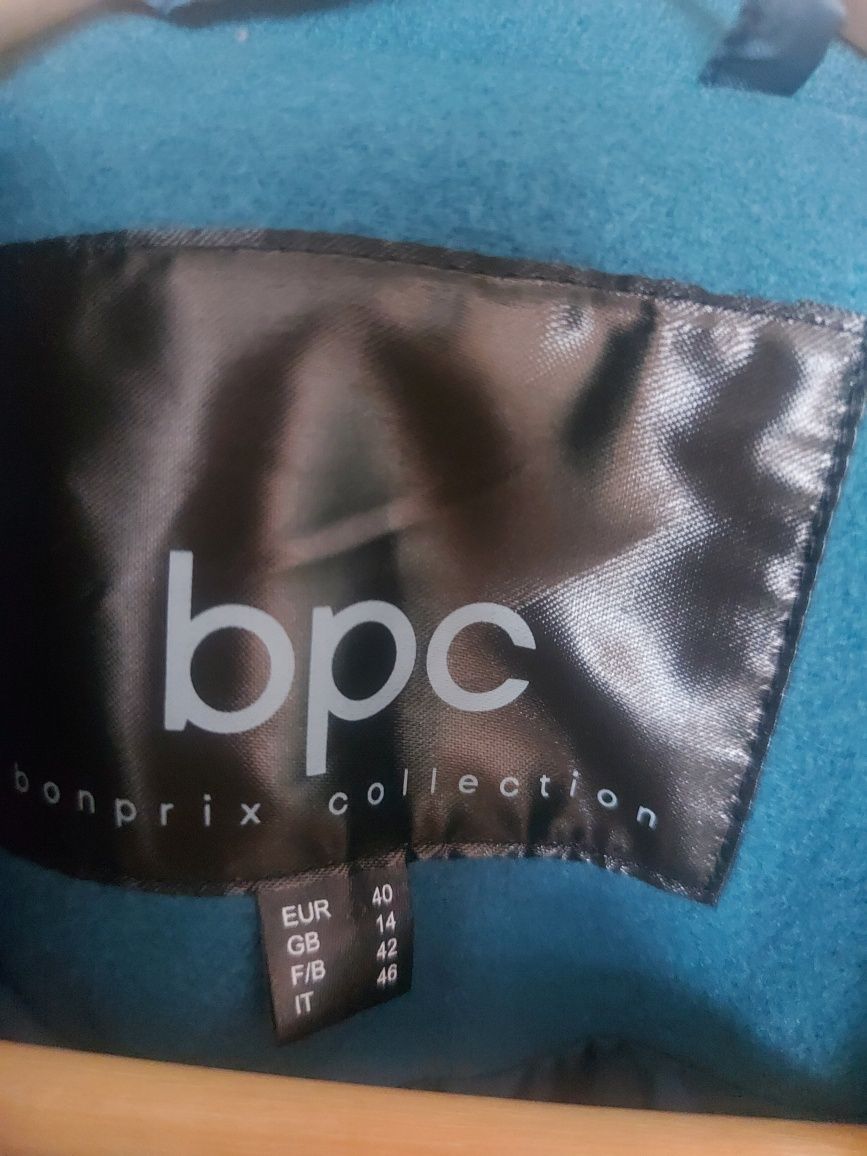 bpc
bonprix collection
EUR 40
GB 14
F/B 42
IT 46